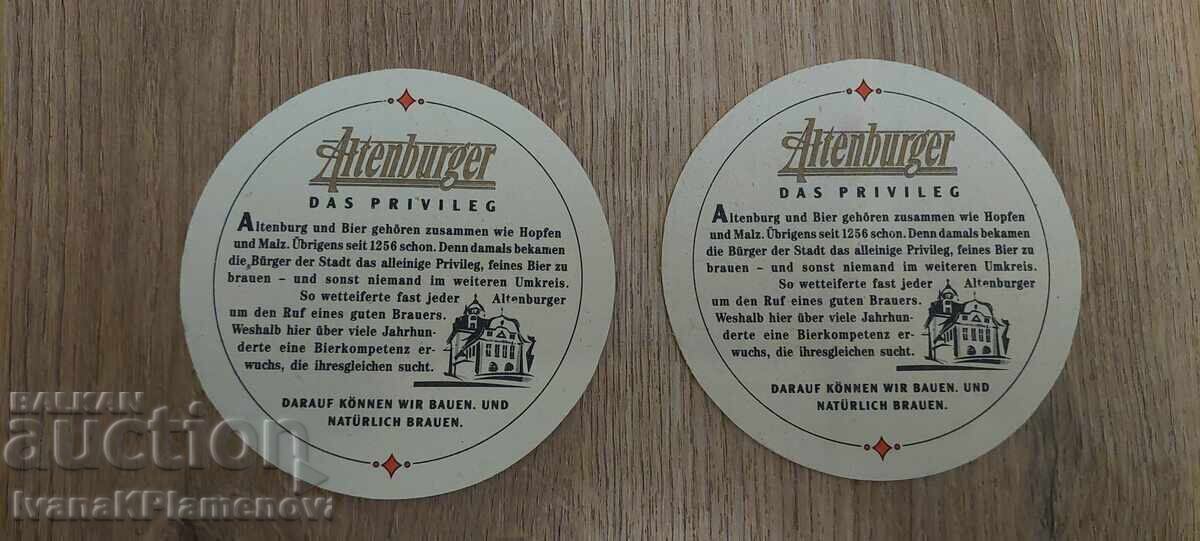 Altenburger
DAS PRIVILEG
Altenburg und Bier gehören zusammen wie Hopfen
und Malz. Übrigens seit 1256 schon. Denn damals bekamen
die Bürger der Stadt das alleinige Privileg, feines Bier zu
brauen – und sonst niemand im weiteren Umkreis.
So wetteiferte fast jeder Altenburger
um den Ruf eines guten Brauers.
Weshalb hier über viele Jahrhun-
derte eine Bierkompetenz er-
wuchs, die ihresgleichen sucht.
DARAUF KÖNNEN WIR BAUEN. UND
NATÜRLICH BRAUEN.
Altenburger
DAS PRIVILEG
Altenburg und Bier gehören zusammen wie Hopfen
und Malz. Übrigens seit 1256 schon. Denn damals bekamen
die Bürger der Stadt das alleinige Privileg, feines Bier zu
brauen – und sonst niemand im weiteren Umkreis.
So wetteiferte fast jeder Altenburger
um den Ruf eines guten Brauers.
Weshalb hier über viele Jahrhun-
derte eine Bierkompetenz er-
wuchs, die ihresgleichen sucht.
DARAUF KÖNNEN WIR BAUEN. UND
NATÜRLICH BRAUEN.
BALKAN
auction
IvanaKPlamenova